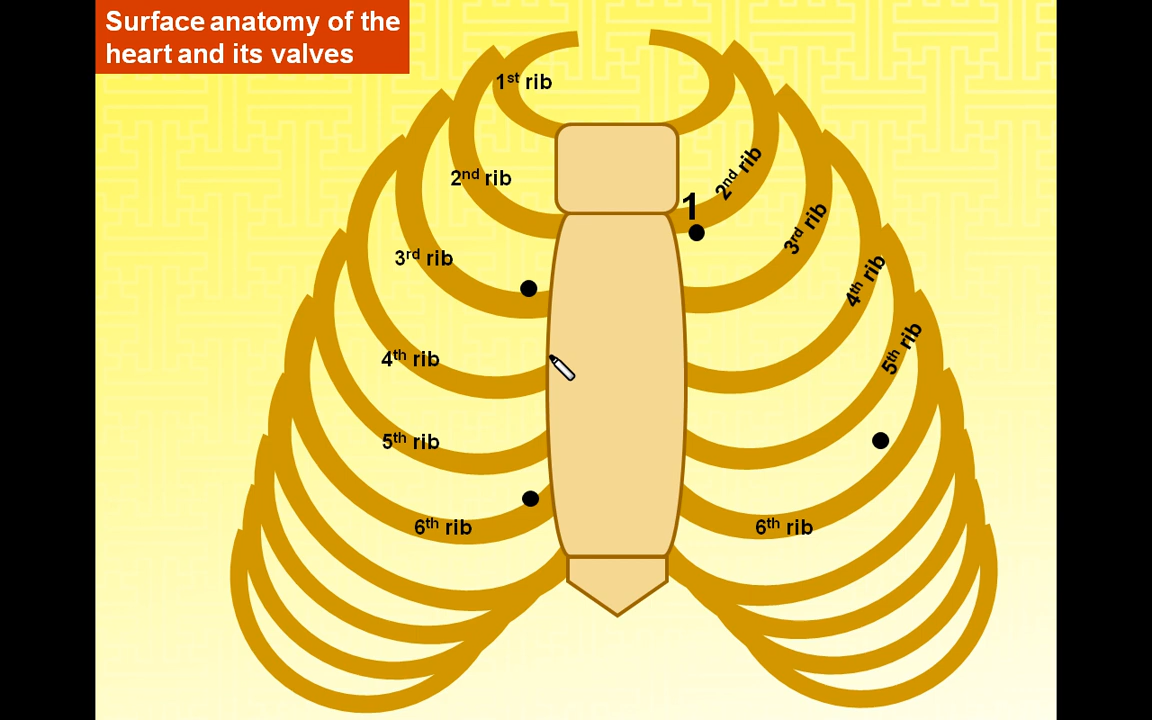 Surface anatomy of the
heart and its valves
1st rib
2nd rib
2nd rib
1
3rd rib
3rd rib
4th rib
4th rib
5th rib
5th rib
6th rib
6th rib